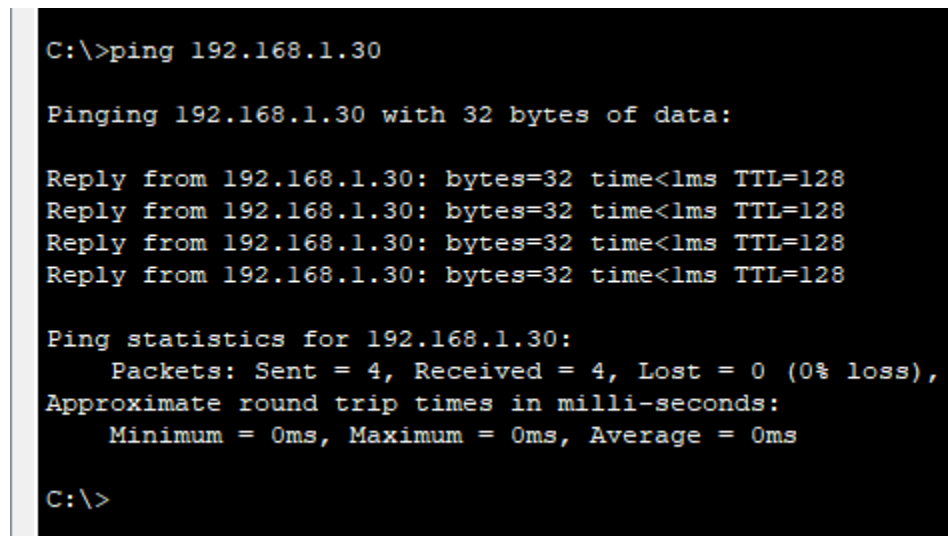 C:\>ping 192.168.1.30
Pinging 192.168.1.30 with 32 bytes of data:
Reply from 192.168.1.30: bytes=32 time<1ms TTL=128
Reply from 192.168.1.30: bytes=32 time<1ms TTL=128
Reply from 192.168.1.30: bytes=32 time<1ms TTL=128
Reply from 192.168.1.30: bytes=32 time<1ms TTL=128
Ping statistics for 192.168.1.30:
    Packets: Sent = 4, Received = 4, Lost = 0 (0% loss),
Approximate round trip times in milli-seconds:
    Minimum = 0ms, Maximum = 0ms, Average = 0ms
C:\>